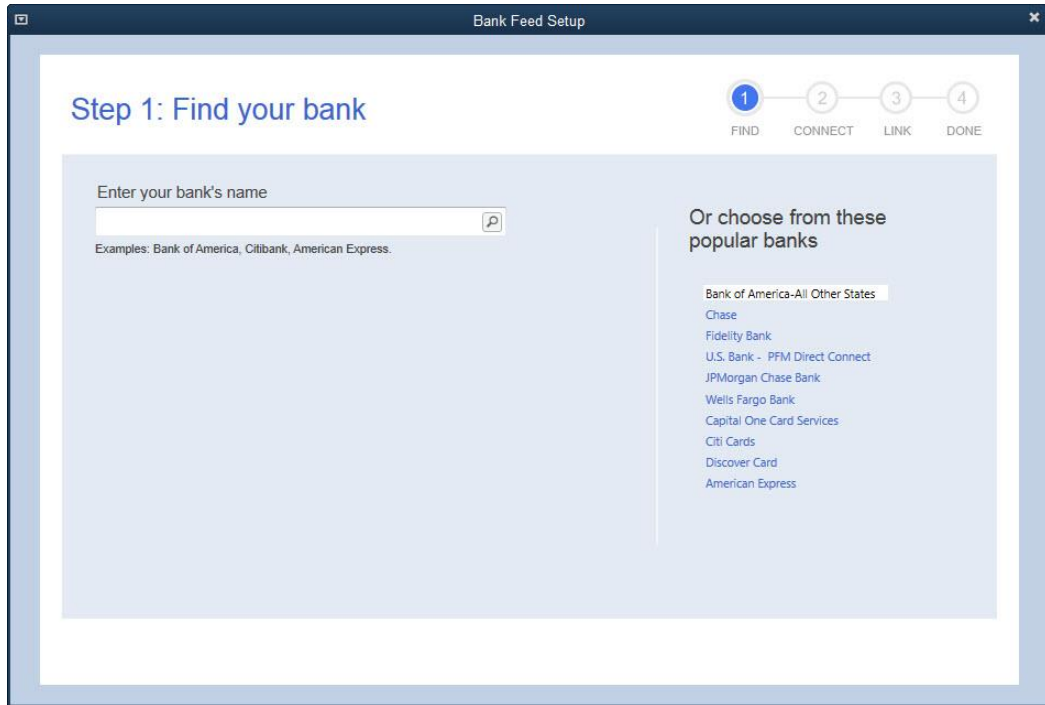 Bank Feed Setup
Step 1: Find your bank
1
2
3
4
FIND
CONNECT
LINK
DONE
Enter your bank's name
Examples: Bank of America, Citibank, American Express.
Or choose from these
popular banks
Bank of America-All Other States
Chase
Fidelity Bank
U.S. Bank - PFM Direct Connect
JPMorgan Chase Bank
Wells Fargo Bank
Capital One Card Services
Citi Cards
Discover Card
American Express